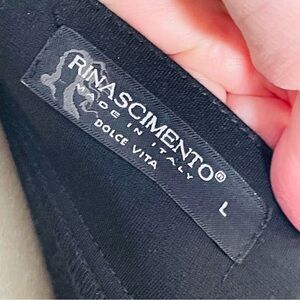 RINASCIMENTO®
MADE IN ITALY
DOLCE VITA
L